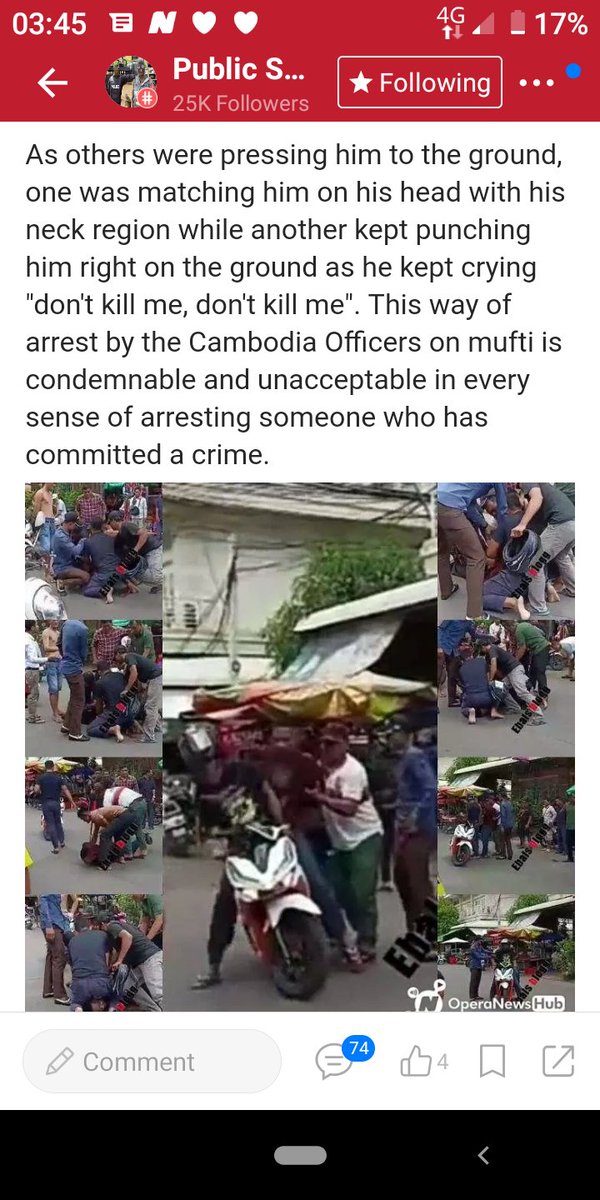 03:45
4G
17%
Public S...
25K Followers
★ Following
As others were pressing him to the ground,
one was matching him on his head with his
neck region while another kept punching
him right on the ground as he kept crying
"don't kill me, don't kill me". This way of
arrest by the Cambodia Officers on mufti is
condemnable and unacceptable in every
sense of arresting someone who has
committed a crime.
OperaNews Hub
Comment
74
4